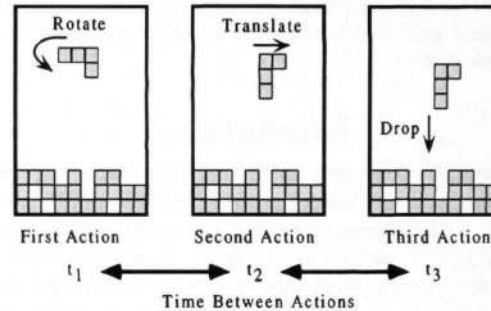 Rotate
Translate
Drop
First Action
Second Action
Third Action
t1
t2
t3
Time Between Actions